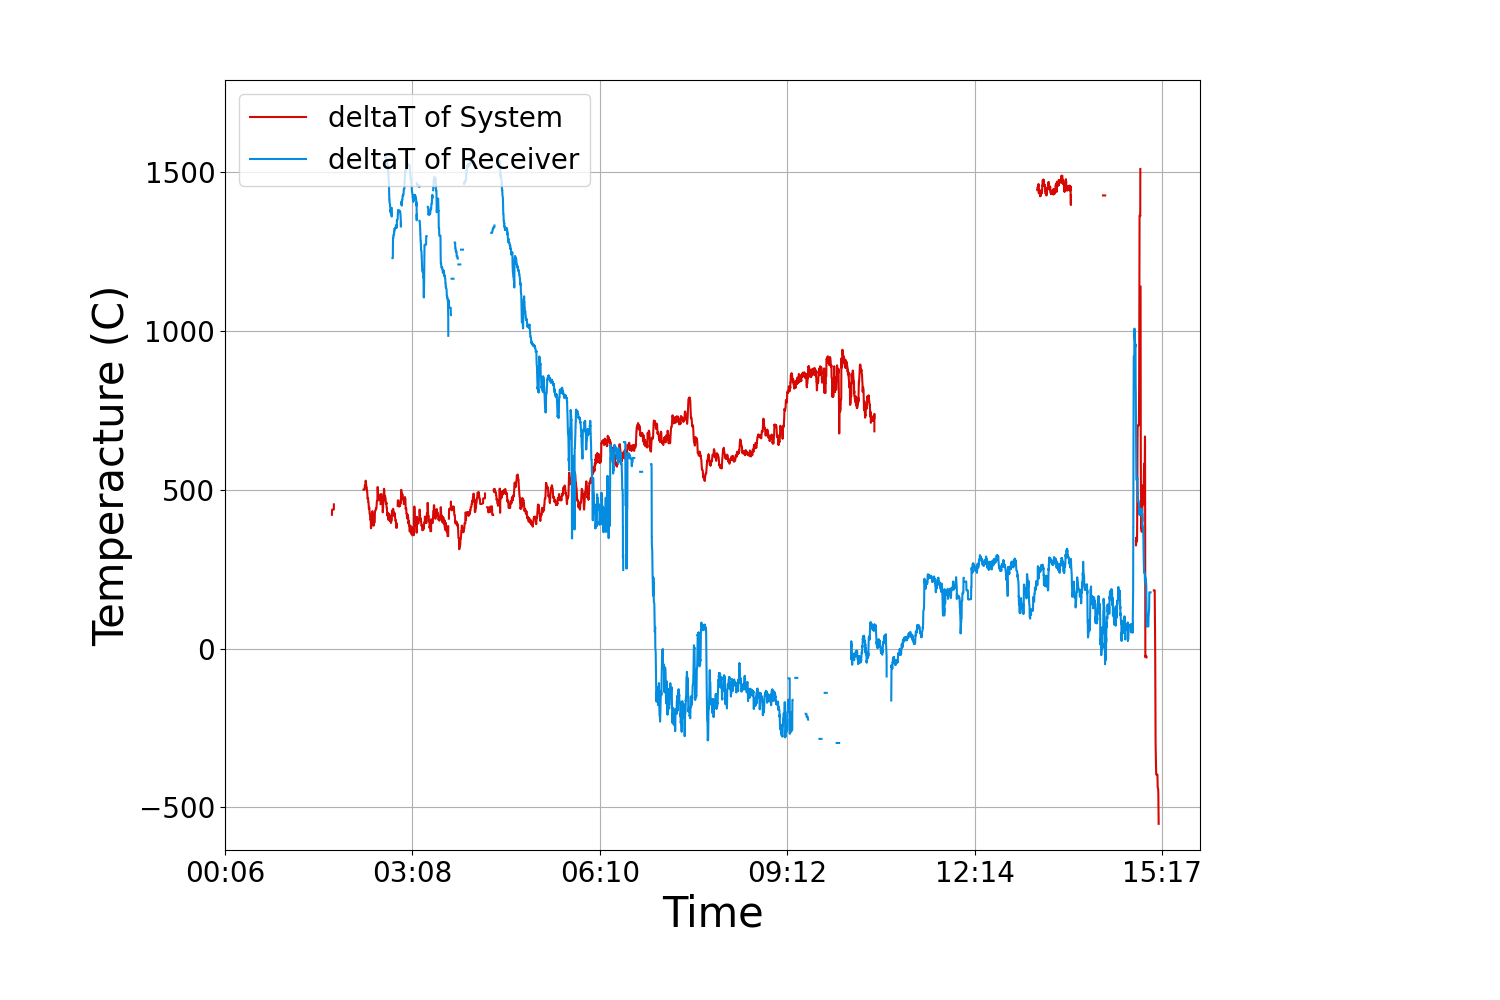 deltaT of System
deltaT of Receiver
1500
1000
500
0
−500
Temperacture (C)
00:06 03:08 06:10 09:12 12:14 15:17
Time